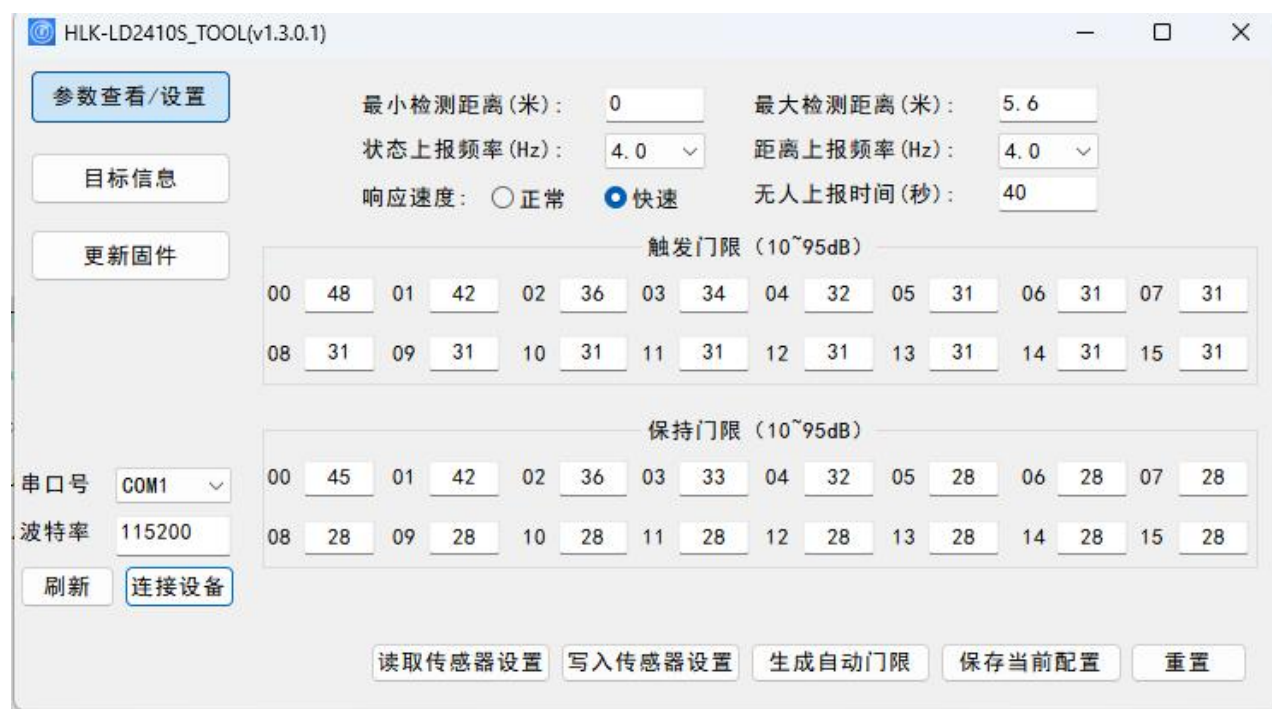 HLK-LD2410S_TOOL(v1.3.0.1)
参数查看/设置
目标信息
更新固件
最小检测距离(米): 0 最大检测距离(米): 5.6
状态上报频率(Hz): 4.0 距离上报频率(Hz): 4.0
响应速度: 正常 快速 无人上报时间(秒): 40
触发门限（10~95dB）
00 48 01 42 02 36 03 34 04 32 05 31 06 31 07 31
08 31 09 31 10 31 11 31 12 31 13 31 14 31 15 31
保持门限（10~95dB）
00 45 01 42 02 36 03 33 04 32 05 28 06 28 07 28
08 28 09 28 10 28 11 28 12 28 13 28 14 28 15 28
串口号 COM1
波特率 115200
刷新 连接设备
读取传感器设置 写入传感器设置 生成自动门限 保存当前配置 重置